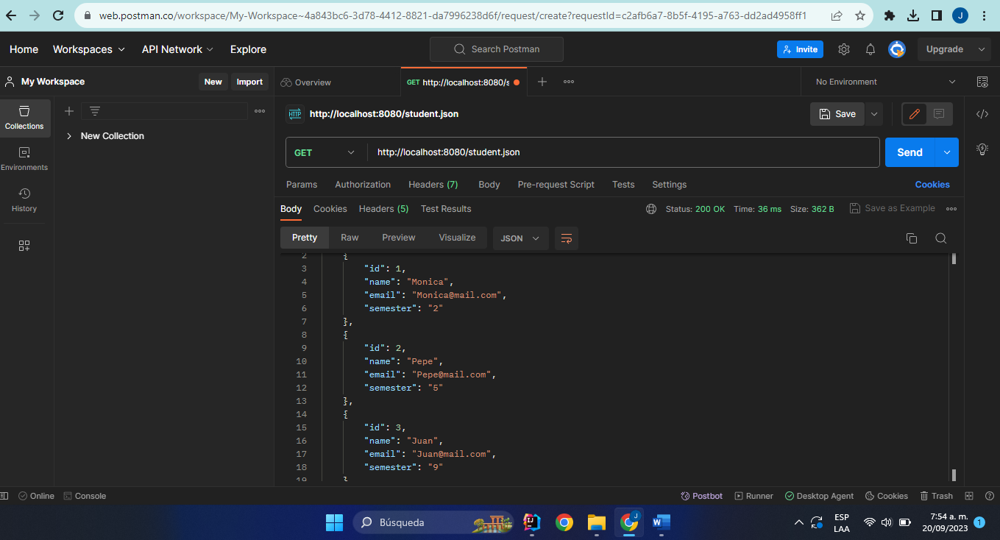 web.postman.co/workspace/My-Workspace~4a843bc6-3d78-4412-8821-da7996238d6f/request/create?requestId=c2afb6a7-8b5f-4195-a763-dd2ad4958ff1
J
Home Workspaces API Network Explore Search Postman Invite Upgrade
My Workspace New Import Overview GET http://localhost:8080/s No Environment
Collections
New Collection
Environments
History
HTTP http://localhost:8080/student.json Save
GET http://localhost:8080/student.json Send
Params Authorization Headers (7) Body Pre-request Script Tests Settings Cookies
Body Cookies Headers (5) Test Results Status: 200 OK Time: 36 ms Size: 362 B Save as Example
Pretty Raw Preview Visualize JSON
2 {
3 "id": 1,
4 "name": "Monica",
5 "email": "Monica@mail.com",
6 "semester": "2"
7 },
8 {
9 "id": 2,
10 "name": "Pepe",
11 "email": "Pepe@mail.com",
12 "semester": "5"
13 },
14 {
15 "id": 3,
16 "name": "Juan",
17 "email": "Juan@mail.com",
18 "semester": "9"
19 }
Online Console Postbot Runner Desktop Agent Cookies Trash
Búsqueda
J
ESP
LAA
7:54 a. m.
20/09/2023
1